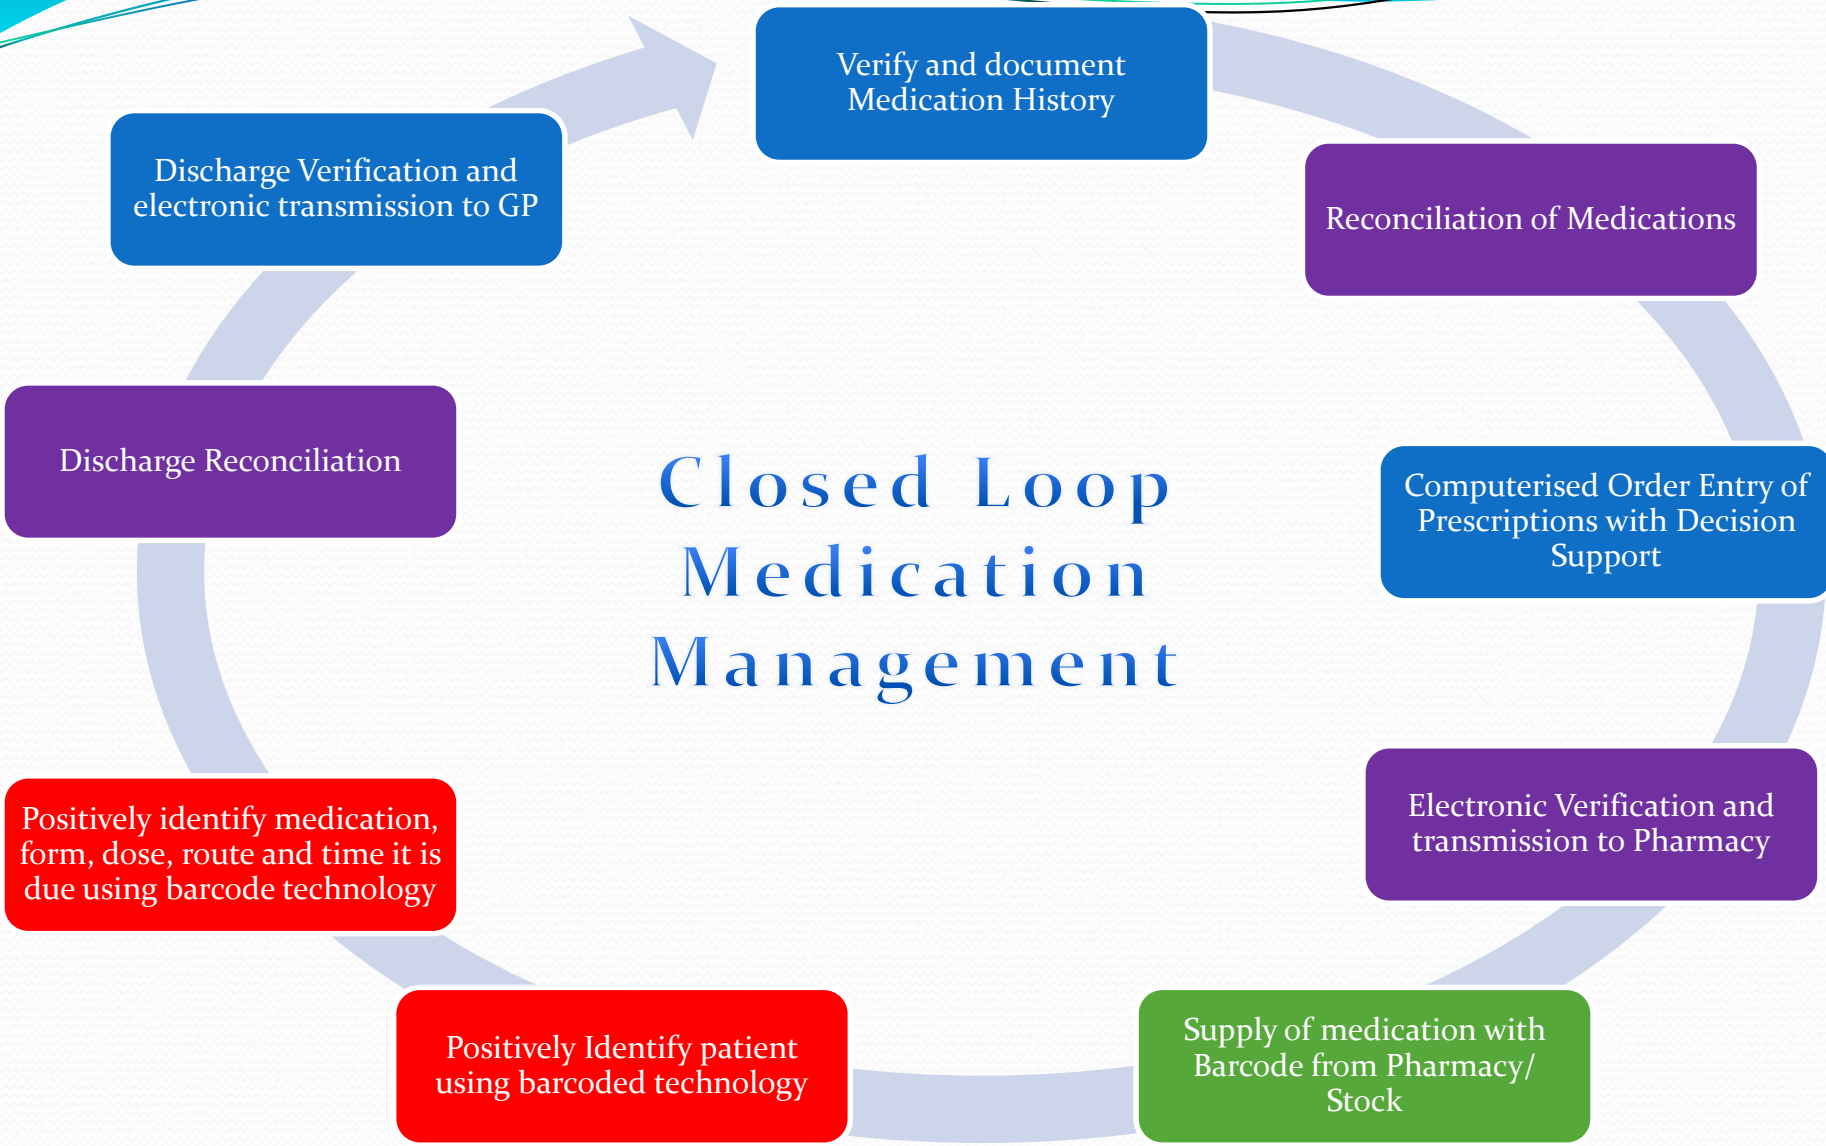 Verify and document
Medication History
Reconciliation of Medications
Computerised Order Entry of
Prescriptions with Decision
Support
Electronic Verification and
transmission to Pharmacy
Supply of medication with
Barcode from Pharmacy/
Stock
Positively Identify patient
using barcoded technology
Positively identify medication,
form, dose, route and time it is
due using barcode technology
Discharge Reconciliation
Discharge Verification and
electronic transmission to GP
Closed Loop
Medication
Management